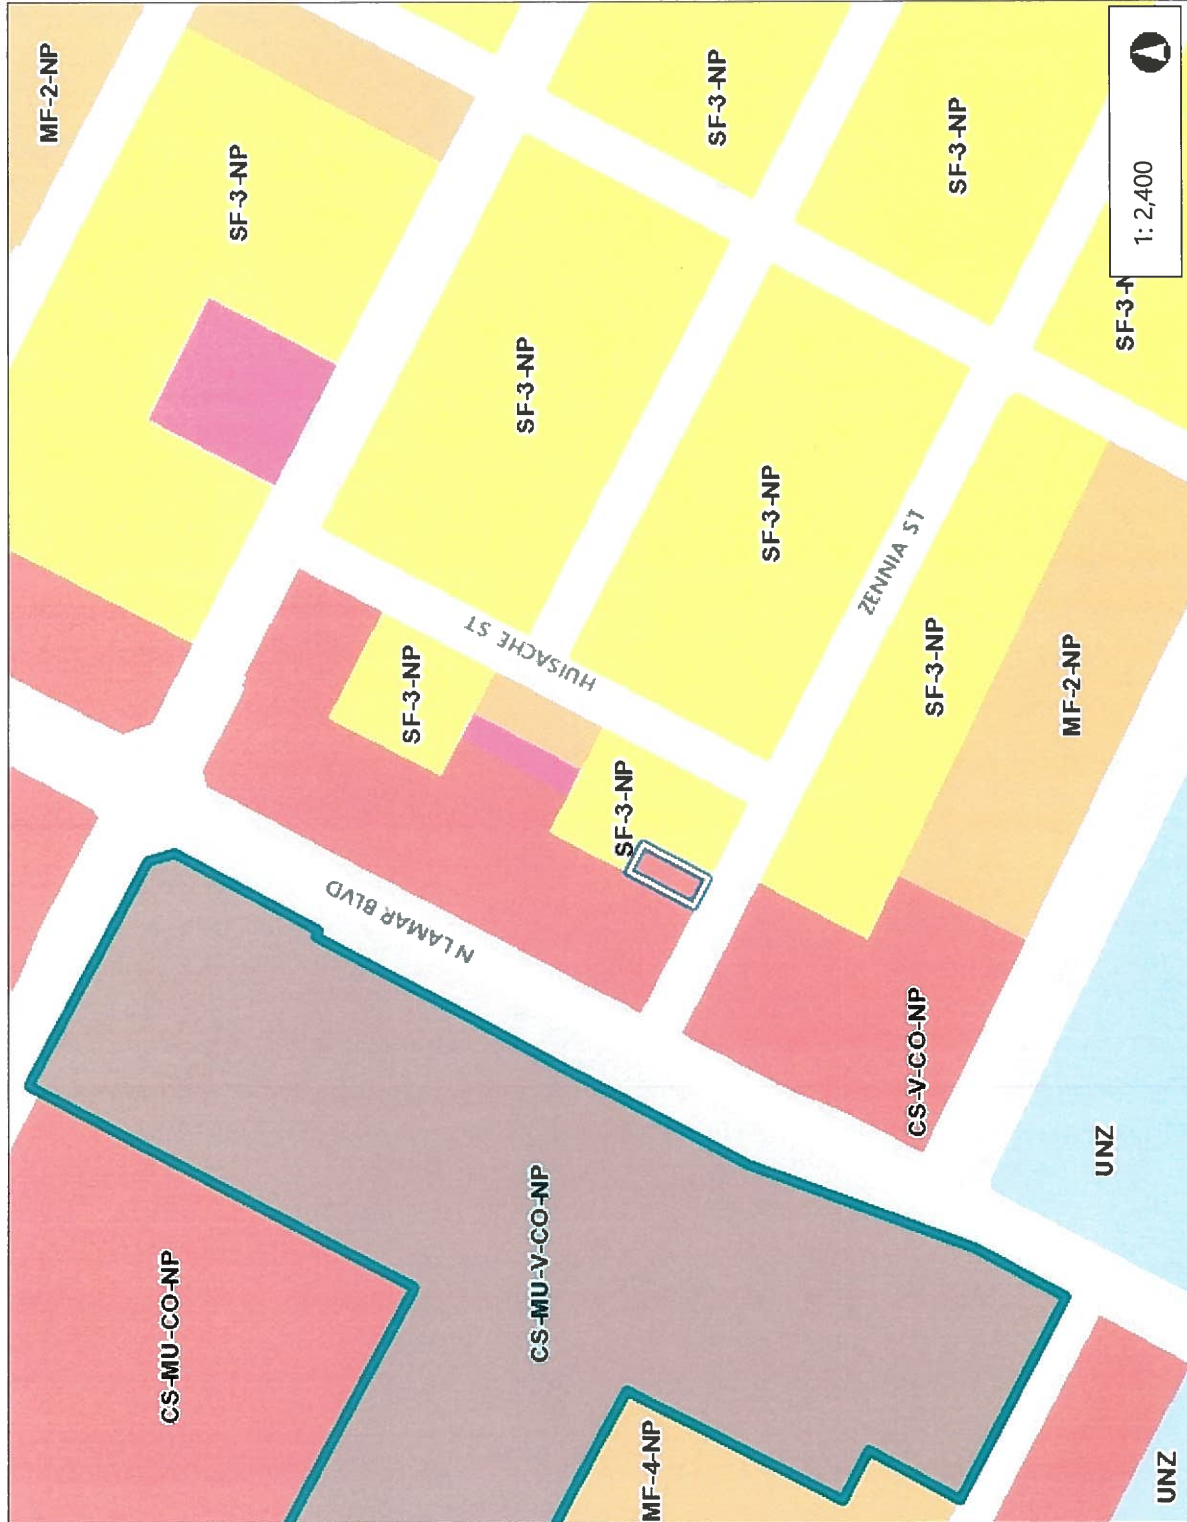 MF-2-NP
CS-MU-CO-NP
SF-3-NP
N LAMAR BLVD
SF-3-NP
CS-MU-V-CO-NP
HUISACHE ST
SF-3-NP
SF-3-NP
MF-4-NP
SF-3-NP
SF-3-NP
ZENNIA ST
CS-V-CO-NP
SF-3-NP
SF-3-NP
MF-2-NP
UNZ
SF-3-N
1: 2,400
UNZ